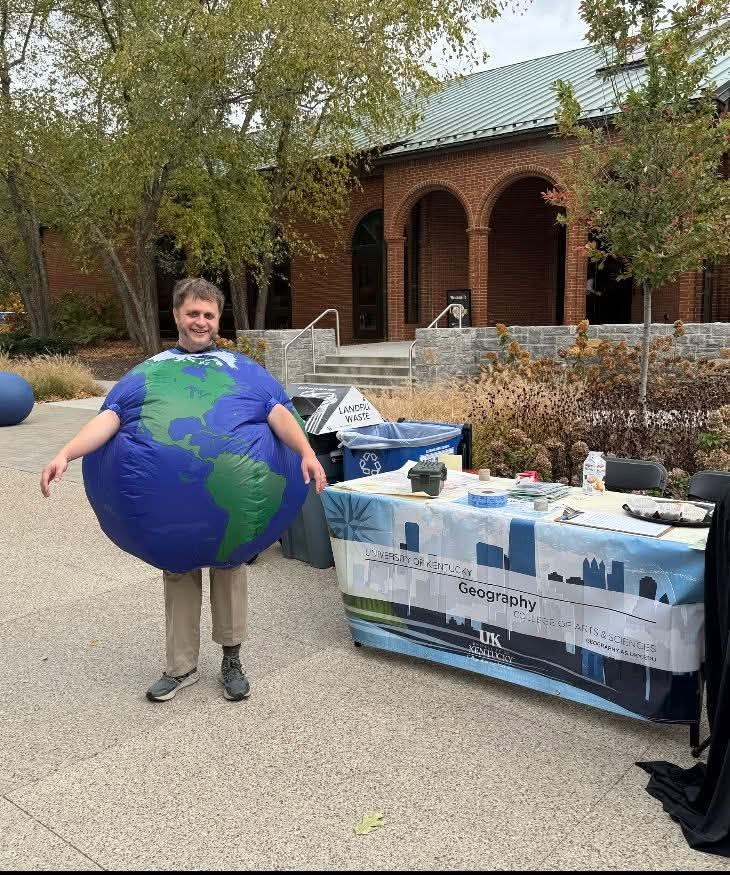 LANDFILL
WASTE
UNIVERSITY OF KENTUCKY
Geography
COLLEGE OF ARTS & SCIENCES
UK
KENTUCKY